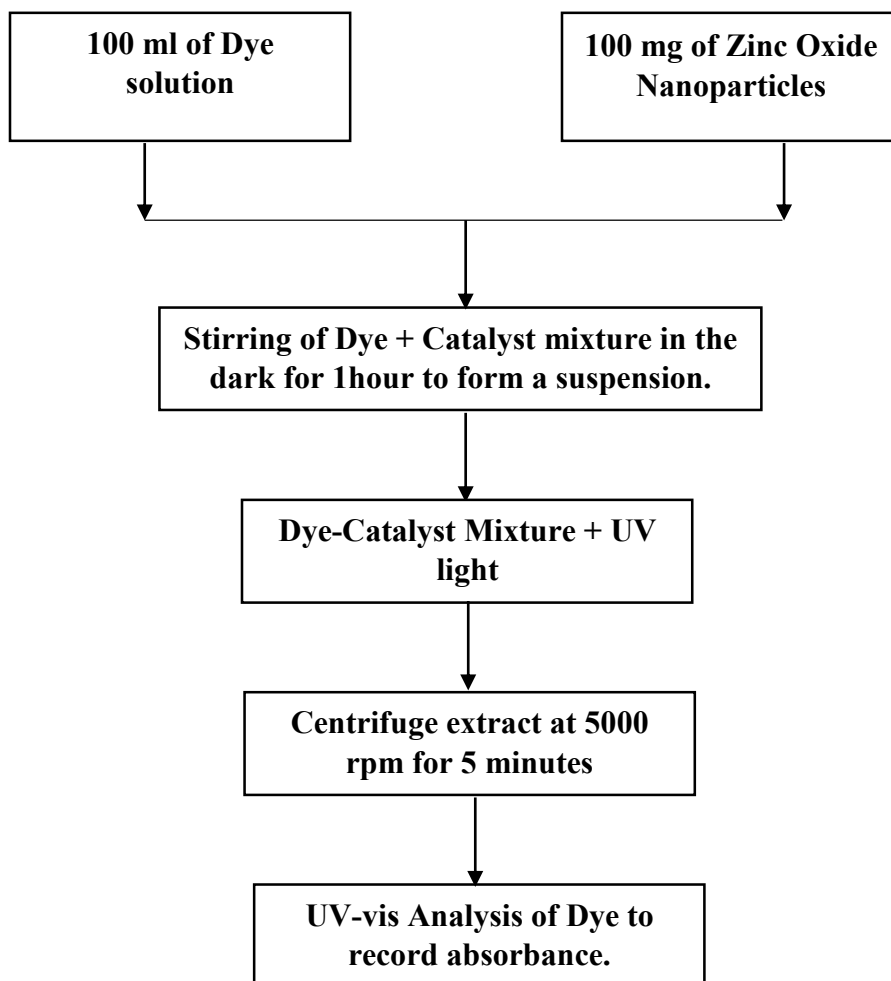 100 ml of Dye
solution
100 mg of Zinc Oxide
Nanoparticles
Stirring of Dye + Catalyst mixture in the
dark for 1hour to form a suspension.
Dye-Catalyst Mixture + UV
light
Centrifuge extract at 5000
rpm for 5 minutes
UV-vis Analysis of Dye to
record absorbance.